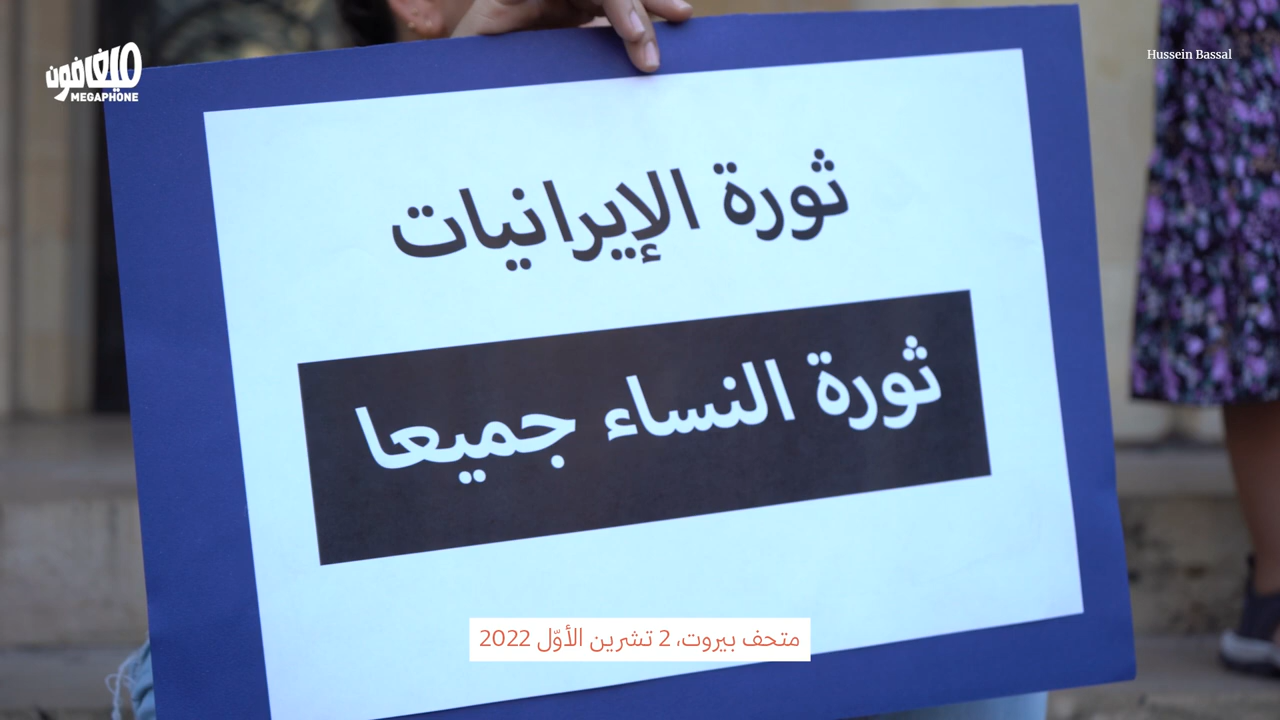 ميغافون
MEGAPHONE
Hussein Bassal
ثورة الإيرانيات
ثورة النساء جميعا
متحف بيروت، 2 تشرين الأوّل 2022